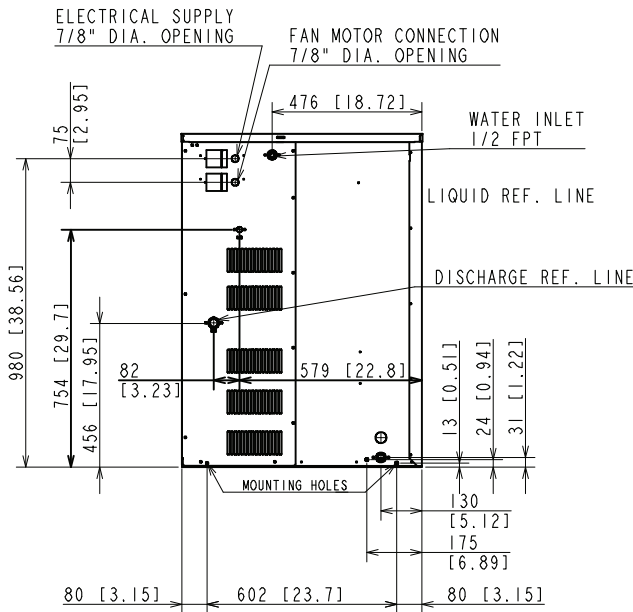 ELECTRICAL SUPPLY
7/8" DIA. OPENING
FAN MOTOR CONNECTION
7/8" DIA. OPENING
476 [18.72]
WATER INLET
1/2 FPT
75
[2.95]
LIQUID REF. LINE
DISCHARGE REF. LINE
980 [38.56]
754 [29.7]
456 [17.95]
82
[3.23]
579 [22.8]
13 [0.51]
24 [0.94]
31 [1.22]
MOUNTING HOLES
130
[5.12]
175
[6.89]
80 [3.15]
602 [23.7]
80 [3.15]